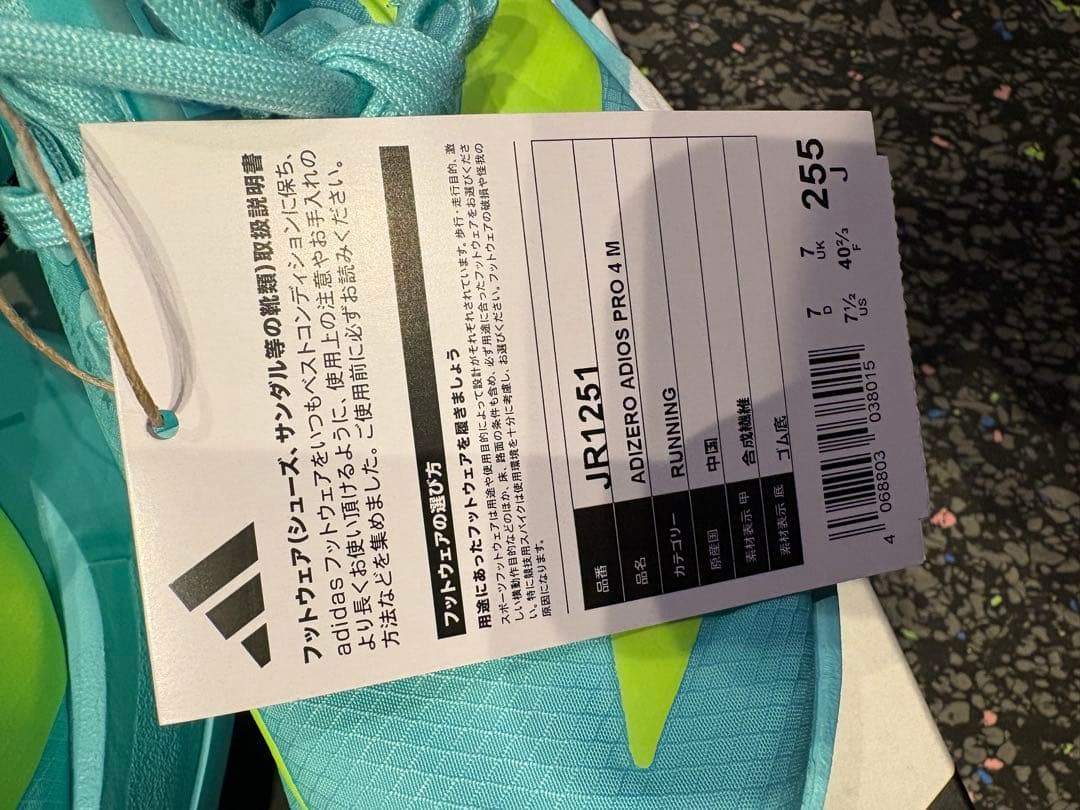 フットウェア(シューズ、サンダル等の靴類)取扱説明書
adidas フットウェアをいつもベストコンディションに保ち、
より長くお使い頂けるように、使用上の注意やお手入れの
方法などを集めました。ご使用前に必ずお読みください。
フットウェアの選び方
用途にあったフットウェアを履きましょう
スポーツフットウェアは用途や使用目的によって設計がそれぞれされています。歩行・走行目的、激
しい横動作目的などのほか、床、路面の条件も含め、必ず用途に合ったフットウェアをお選びくださ
い。特に競技用スパイクは使用環境を十分に考慮し、お選びください。フットウェアの破損や怪我の
原因になります。
品番 JR1251
品名 ADIZERO ADIOS PRO 4 M
カテゴリー RUNNING
原産国 中国
素材表示 甲 合成繊維
素材表示 底 ゴム底
4 068803 038015
7 D
7 UK
7½ US
40⅔ F
255 J